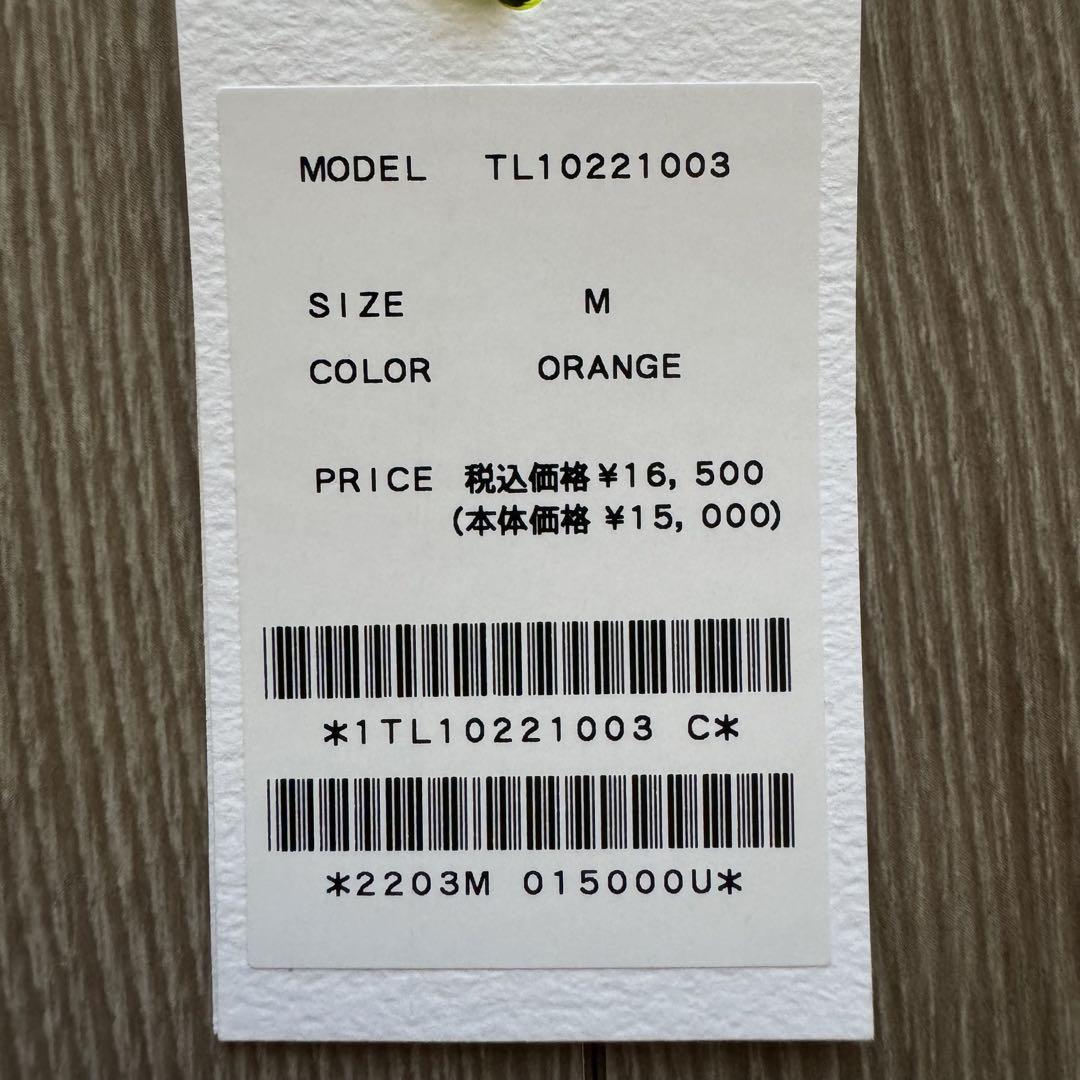 MODEL TL10221003
SIZE M
COLOR ORANGE
PRICE 税込価格¥16,500
(本体価格 ¥15,000)
*1TL10221003 C*
*2203M 015000U*